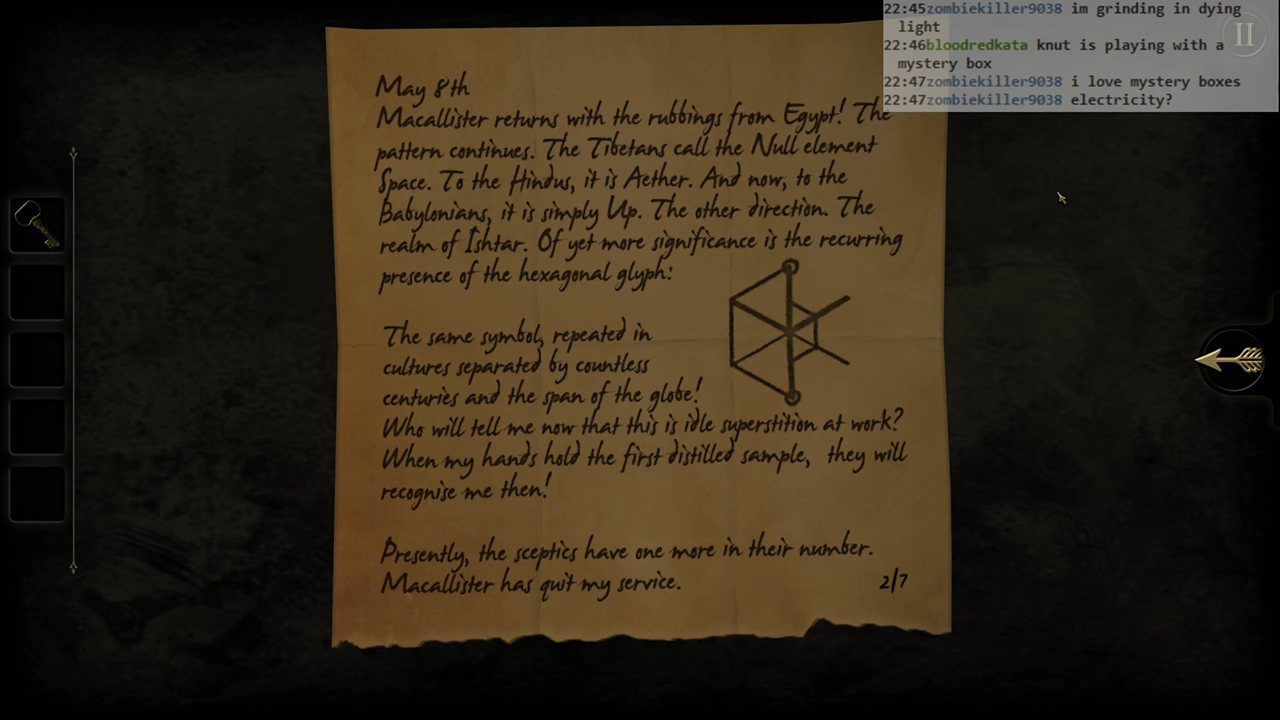 May 8th
Macallister returns with the rubbings from Egypt! The
pattern continues. The Tibetans call the Null element
Space. To the Hindus, it is Aether. And now, to the
Babylonians, it is simply Up. The other direction. The
realm of Ishtar. Of yet more significance is the recurring
presence of the hexagonal glyph:
The same symbol, repeated in
cultures separated by countless
centuries and the span of the globe!
Who will tell me now that this is idle superstition at work?
When my hands hold the first distilled sample, they will
recognise me then!
Presently, the sceptics have one more in their number.
Macallister has quit my service.
2/7
22:45zombiekiller9038 im grinding in dying
light
22:46bloodredkata knut is playing with a
mystery box
22:47zombiekiller9038 i love mystery boxes
22:47zombiekiller9038 electricity?